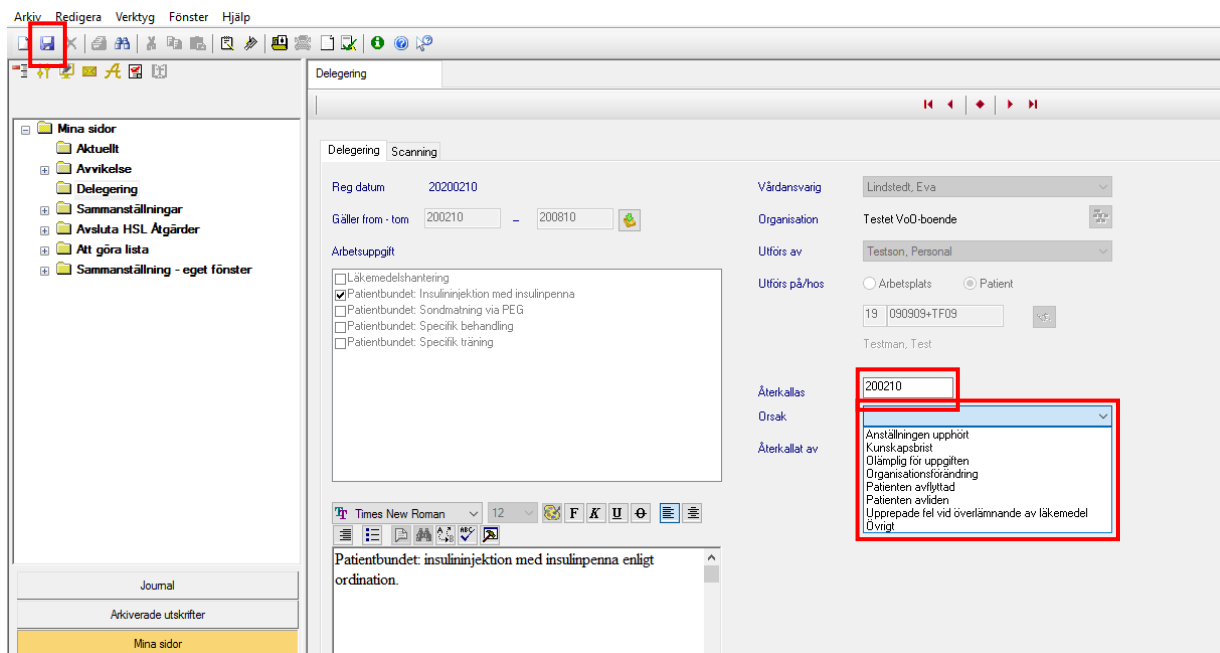 Arkiv Redigera Verktyg Fönster Hjälp
Mina sidor
Aktuellt
Avvikelse
Delegering
Sammanställningar
Avsluta HSL Åtgärder
Att göra lista
Sammanställning - eget fönster
Journal
Arkiverade utskrifter
Mina sidor
Delegering
Delegering Scanning
Reg datum 20200210
Gäller from - tom 200210 – 200810
Arbetsuppgift
Läkemedelshantering
Patientbundet: Insulininjektion med insulinpenna
Patientbundet: Sondmatning via PEG
Patientbundet: Specifik behandling
Patientbundet: Specifik träning
Times New Roman 12 F K U
Patientbundet: insulininjektion med insulinpenna enligt
ordination.
Vårdansvarig Lindstedt, Eva
Organisation Testet VoO-boende
Utförs av Testson, Personal
Utförs på/hos Arbetsplats Patient
19 090909+TF09
Testman, Test
Återkallas 200210
Orsak
Återkallat av
Anställningen upphört
Kunskapsbrist
Olämplig för uppgiften
Organisationsförändring
Patienten avflyttad
Patienten avliden
Upprepade fel vid överlämnande av läkemedel
Övrigt